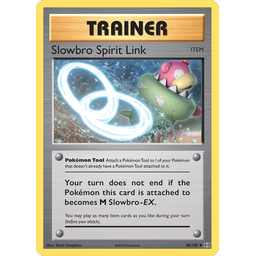 TRAINER
Slowbro Spirit Link
ITEM
Pokémon Tool Attach a Pokémon Tool to 1 of your Pokémon
that doesn't already have a Pokémon Tool attached to it.
Your turn does not end if the
Pokémon this card is attached to
becomes M Slowbro-EX.
You may play as many Item cards as you like during your turn
(before your attack).